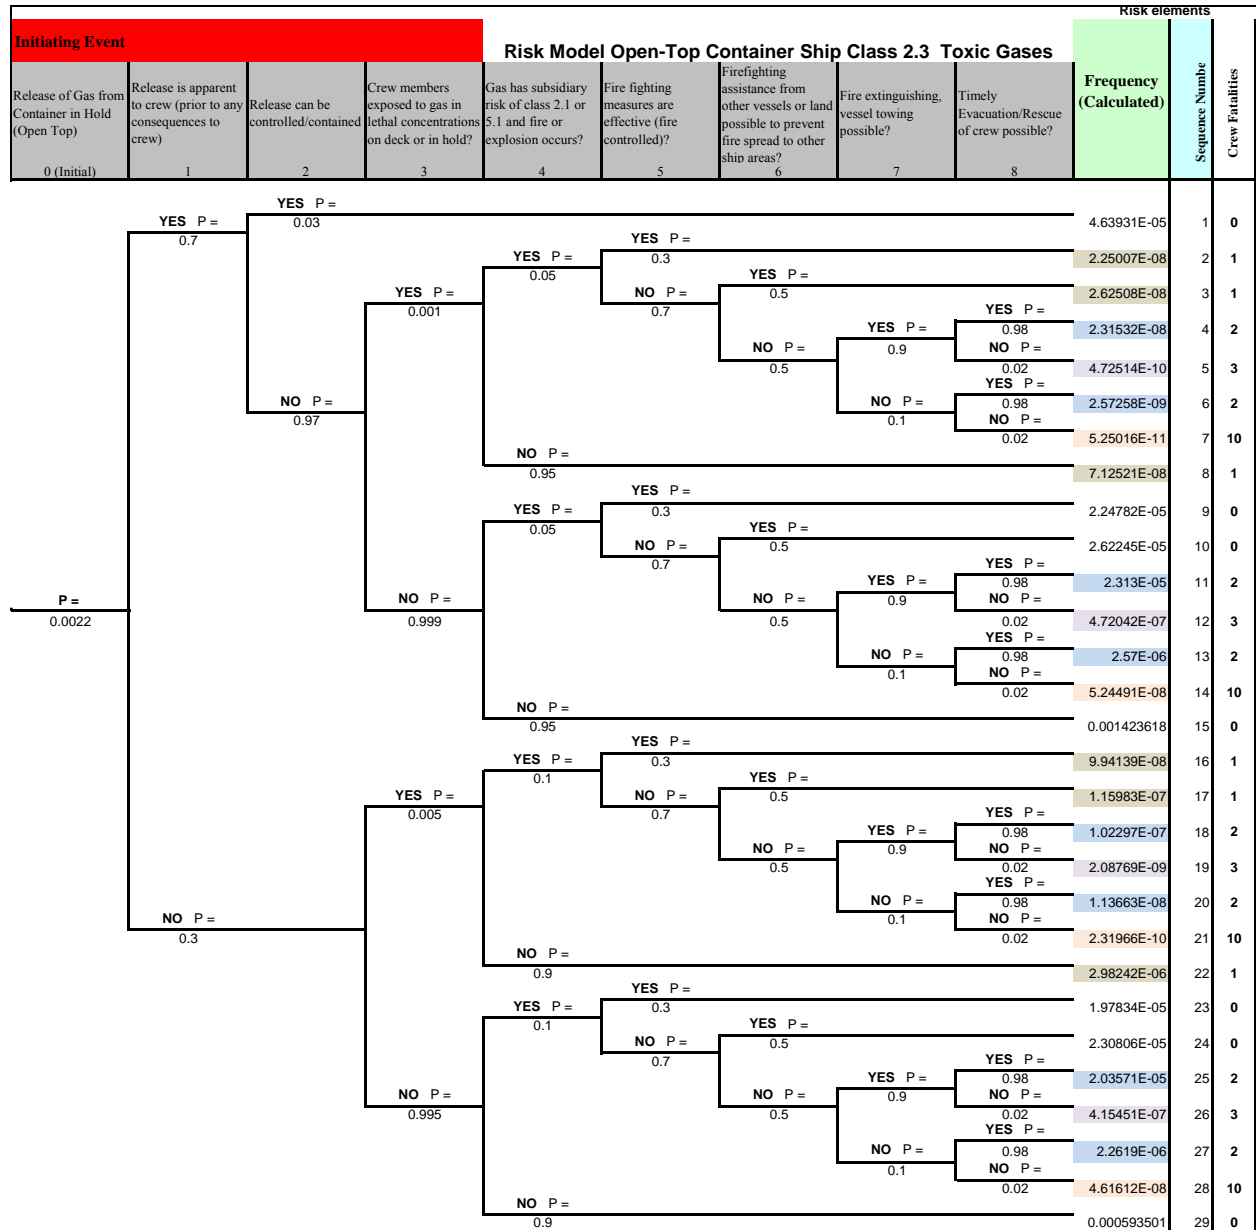 Risk elements
Initiating Event
Risk Model Open-Top Container Ship Class 2.3 Toxic Gases
Release of Gas from
Container in Hold
(Open Top)
0 (Initial)
Release is apparent
to crew (prior to any
consequences to
crew)
1
Release can be
controlled/contained
2
Crew members
exposed to gas in
lethal concentrations
on deck or in hold?
3
Gas has subsidiary
risk of class 2.1 or
5.1 and fire or
explosion occurs?
4
Fire fighting
measures are
effective (fire
controlled)?
5
Firefighting
assistance from
other vessels or land
possible to prevent
fire spread to other
ship areas?
6
Fire extinguishing,
vessel towing
possible?
7
Timely
Evacuation/Rescue
of crew possible?
8
Frequency
(Calculated)
Sequence Numbe
Crew Fatalities
YES P =
0.03
4.63931E-05 1 0
YES P =
0.7
YES P =
0.3
2.25007E-08 2 1
YES P =
0.05
YES P =
0.5
2.62508E-08 3 1
YES P =
0.001
NO P =
0.7
YES P =
0.98
2.31532E-08 4 2
YES P =
0.9
NO P =
0.02
4.72514E-10 5 3
NO P =
0.5
YES P =
0.98
2.57258E-09 6 2
NO P =
0.1
NO P =
0.02
5.25016E-11 7 10
NO P =
0.97
NO P =
0.95
7.12521E-08 8 1
YES P =
0.3
2.24782E-05 9 0
YES P =
0.05
YES P =
0.5
2.62245E-05 10 0
NO P =
0.7
YES P =
0.98
2.313E-05 11 2
YES P =
0.9
NO P =
0.02
4.72042E-07 12 3
P =
0.0022
NO P =
0.999
NO P =
0.5
YES P =
0.98
2.57E-06 13 2
NO P =
0.1
NO P =
0.02
5.24491E-08 14 10
NO P =
0.95
0.001423618 15 0
YES P =
0.3
9.94139E-08 16 1
YES P =
0.1
YES P =
0.5
1.15983E-07 17 1
YES P =
0.005
NO P =
0.7
YES P =
0.98
1.02297E-07 18 2
YES P =
0.9
NO P =
0.02
2.08769E-09 19 3
NO P =
0.5
YES P =
0.98
1.13663E-08 20 2
NO P =
0.1
NO P =
0.02
2.31966E-10 21 10
NO P =
0.3
NO P =
0.9
2.98242E-06 22 1
YES P =
0.3
1.97834E-05 23 0
YES P =
0.1
YES P =
0.5
2.30806E-05 24 0
NO P =
0.7
YES P =
0.98
2.03571E-05 25 2
YES P =
0.9
NO P =
0.02
4.15451E-07 26 3
NO P =
0.995
NO P =
0.5
YES P =
0.98
2.2619E-06 27 2
NO P =
0.1
NO P =
0.02
4.61612E-08 28 10
NO P =
0.9
0.000593501 29 0